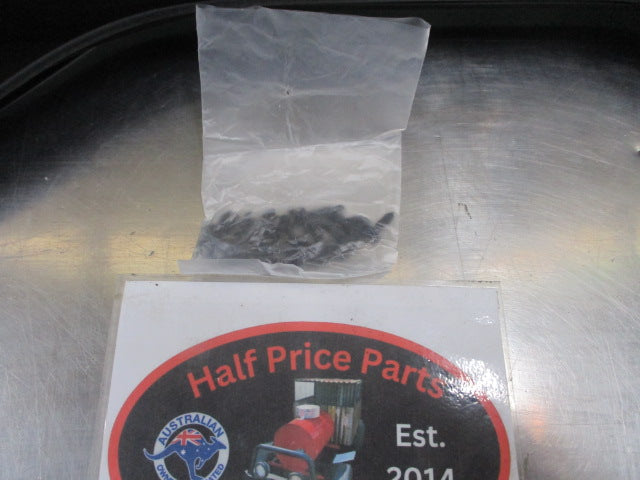 Half Price Parts
AUSTRALIAN
Est.
2014